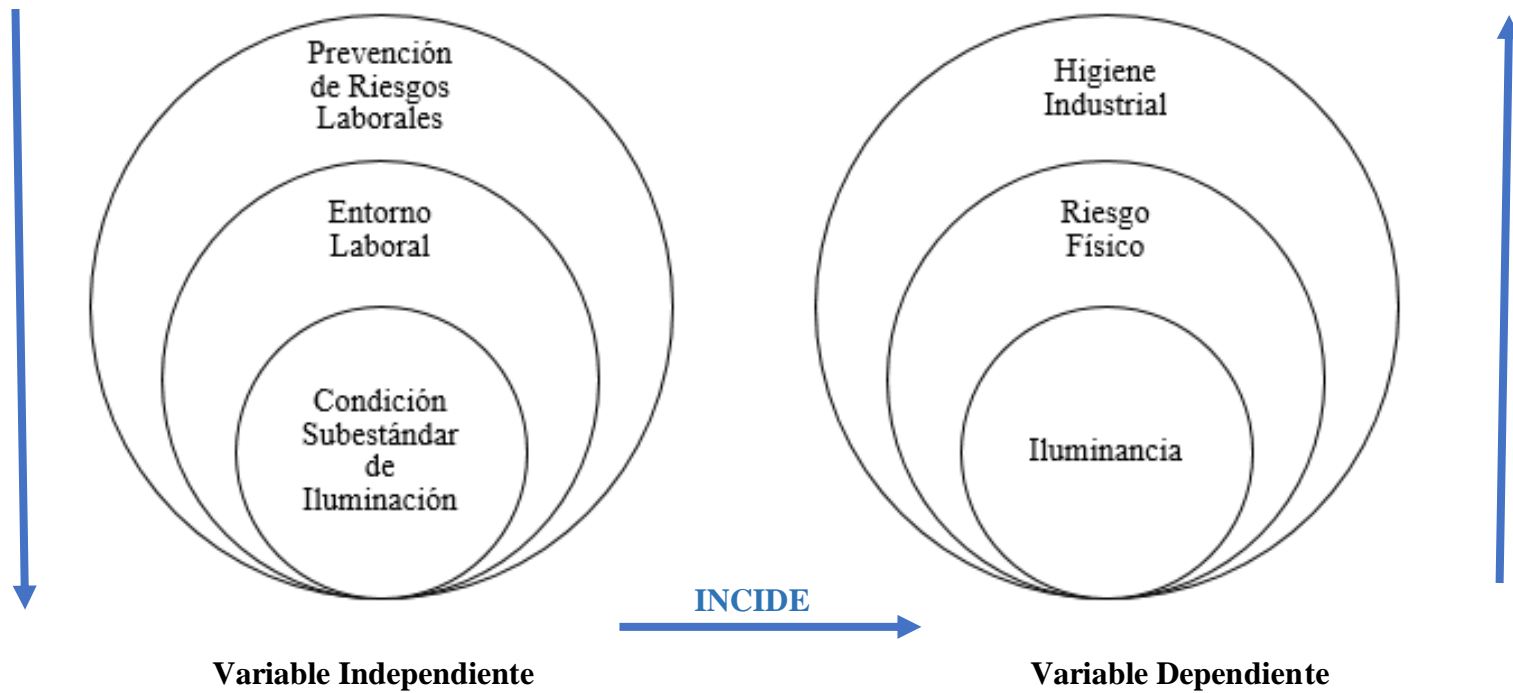 Prevención
de Riesgos
Laborales
Entorno
Laboral
Condición
Subestándar
de
Iluminación
Higiene
Industrial
Riesgo
Físico
Iluminancia
INCIDE
Variable Independiente
Variable Dependiente